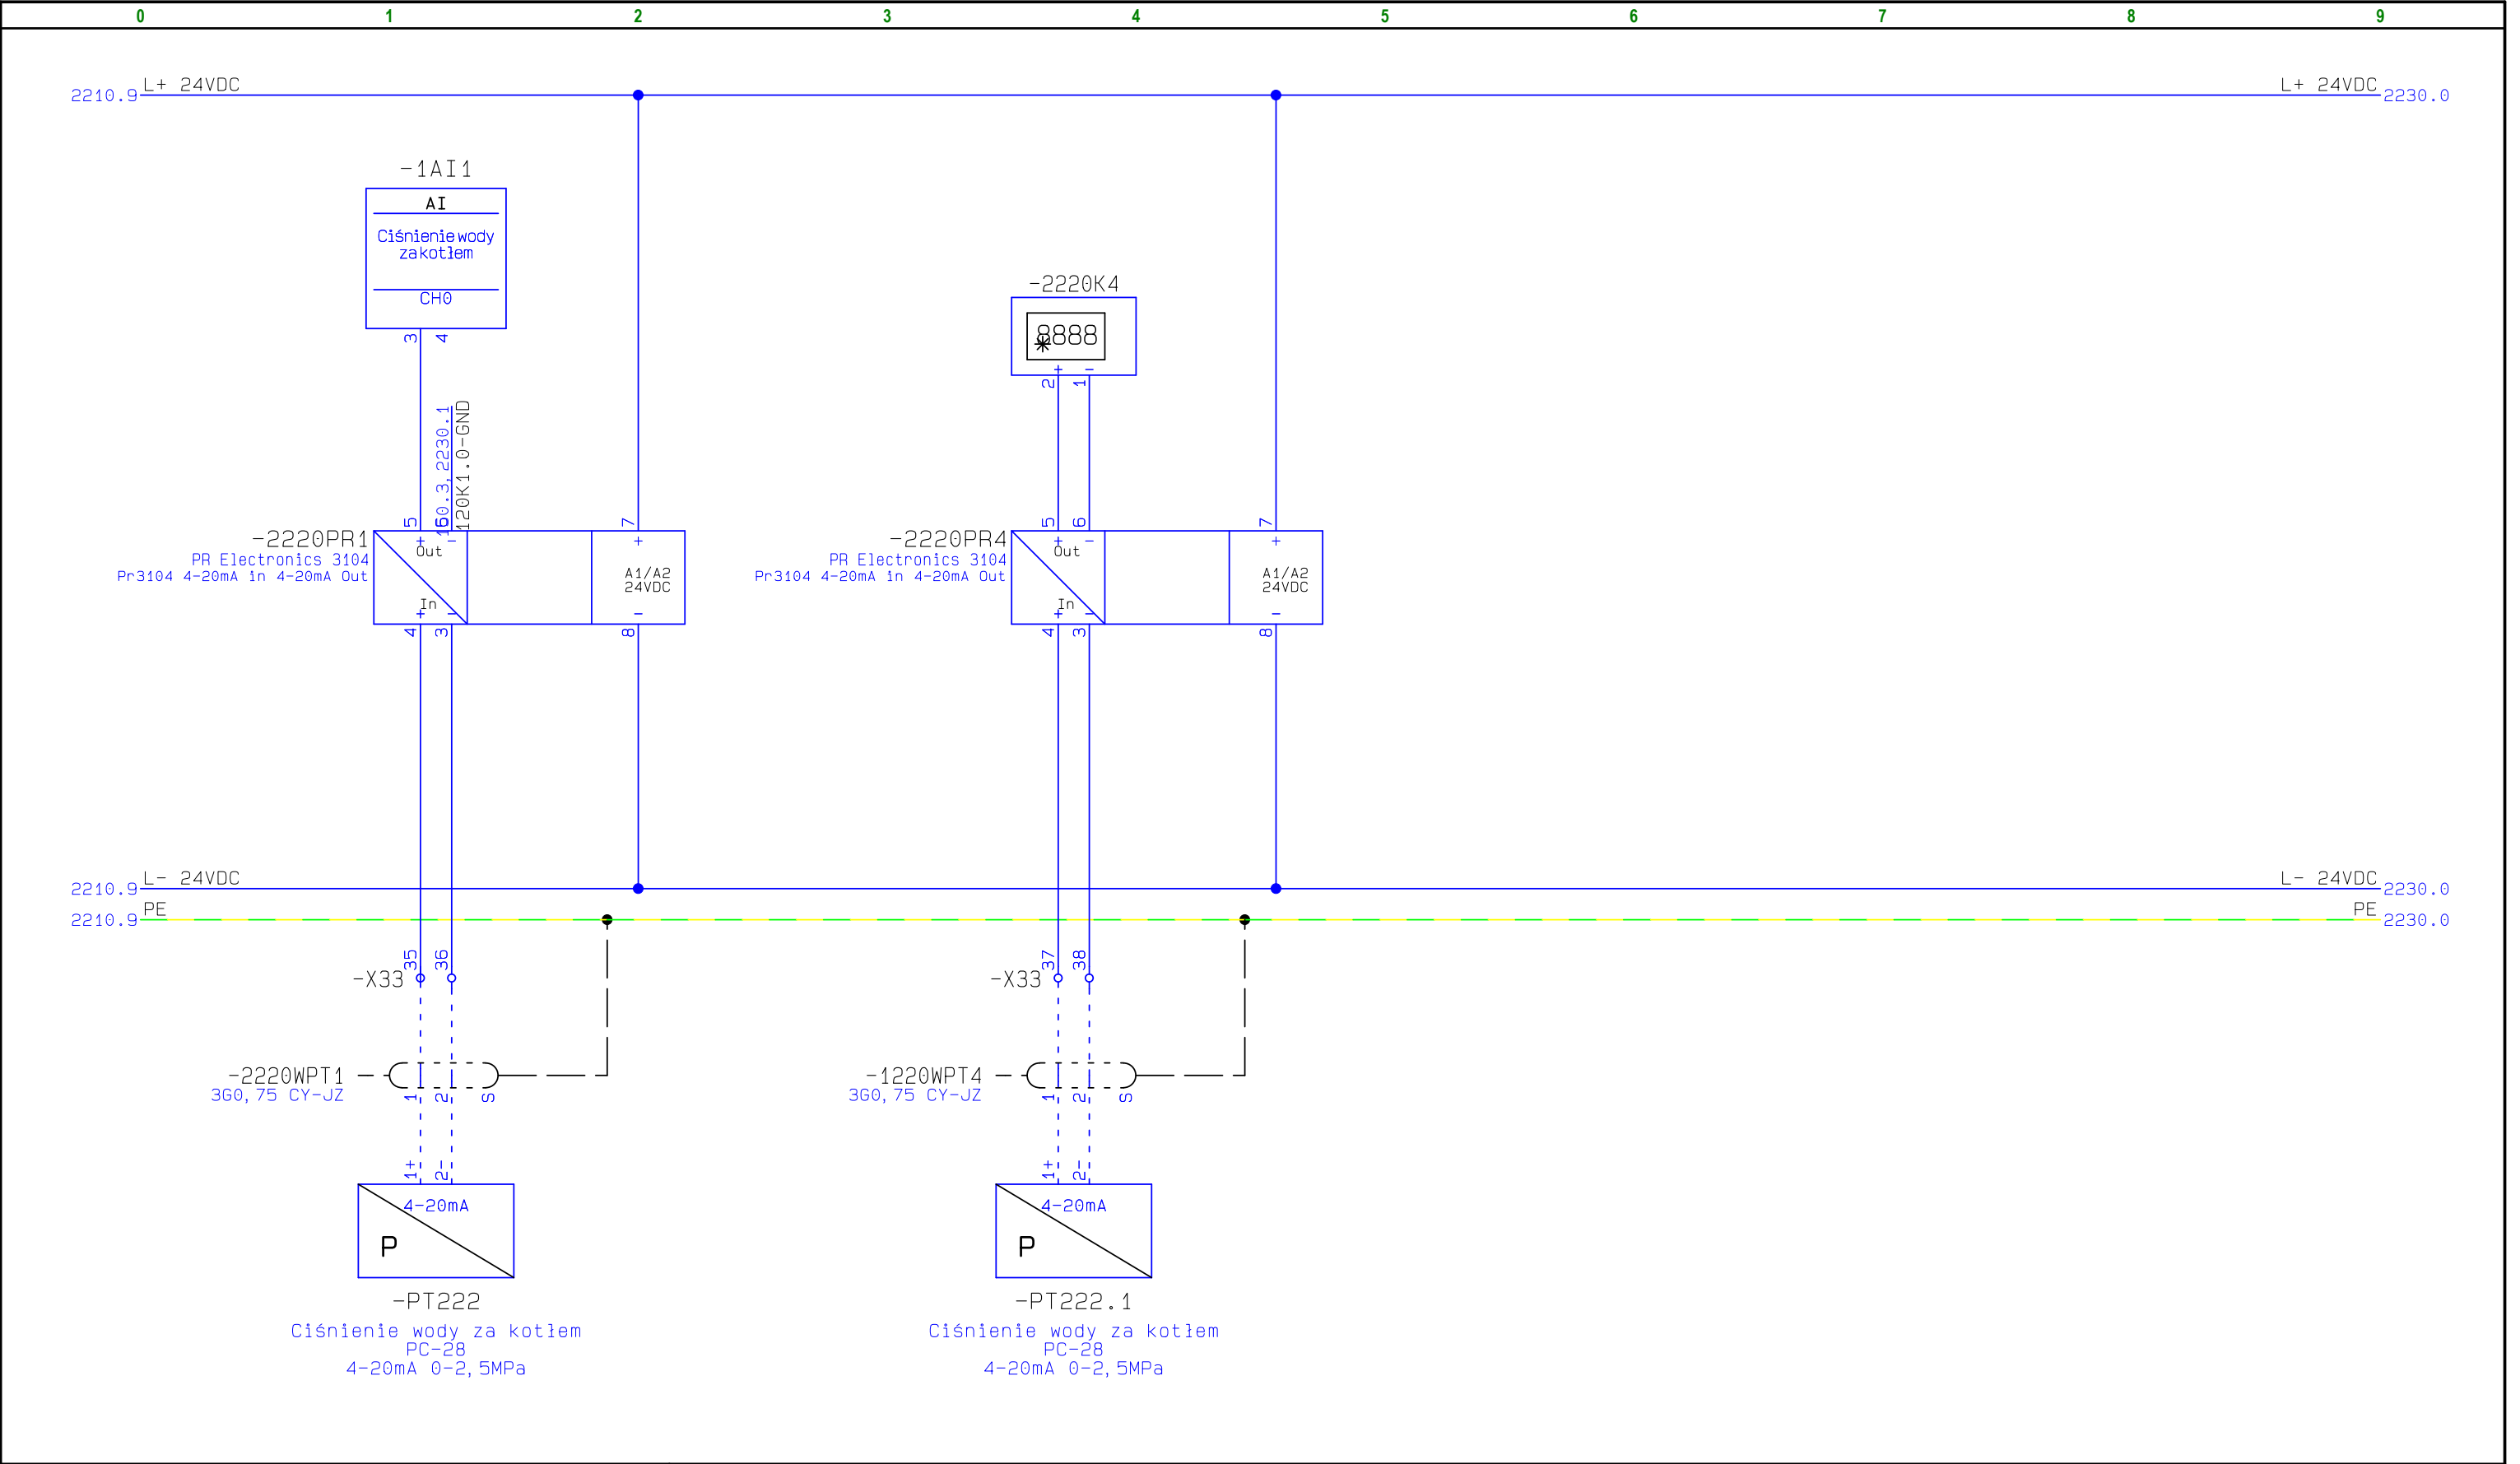 0 1 2 3 4 5 6 7 8 9
L+ 24VDC L+ 24VDC
2210.9 2230.0
-1AI1
AI
Ciśnienie wody
za kotłem
CH0
3 4
-2220K4
8888
+ -
2 1
2230.1
120K1.0-GND
5 6 7
-2220PR1
PR Electronics 3104
Pr3104 4-20mA in 4-20mA Out
+ - +
Out
A1/A2
24VDC
In
+ - -
4 3 8
5 6 7
-2220PR4
PR Electronics 3104
Pr3104 4-20mA in 4-20mA Out
+ - +
Out
A1/A2
24VDC
In
+ - -
4 3 8
L- 24VDC L- 24VDC
2210.9 2230.0
PE PE
2210.9 2230.0
35 36
-X33
37 38
-X33
-2220WPT1
3G0,75 CY-JZ
1 2 S
-1220WPT4
3G0,75 CY-JZ
1 2 S
1+ 2-
4-20mA
P
-PT222
Ciśnienie wody za kotłem
PC-28
4-20mA 0-2,5MPa
1+ 2-
4-20mA
P
-PT222.1
Ciśnienie wody za kotłem
PC-28
4-20mA 0-2,5MPa